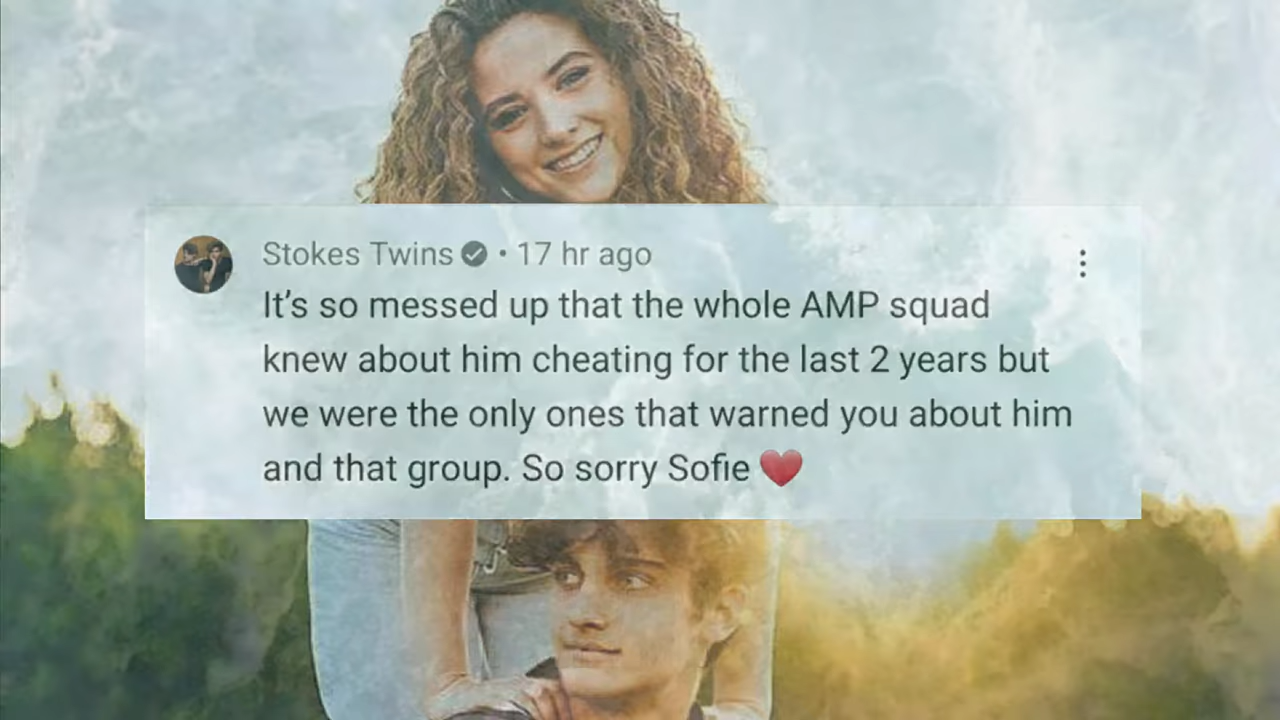 Stokes Twins • 17 hr ago
It’s so messed up that the whole AMP squad
knew about him cheating for the last 2 years but
we were the only ones that warned you about him
and that group. So sorry Sofie ❤️